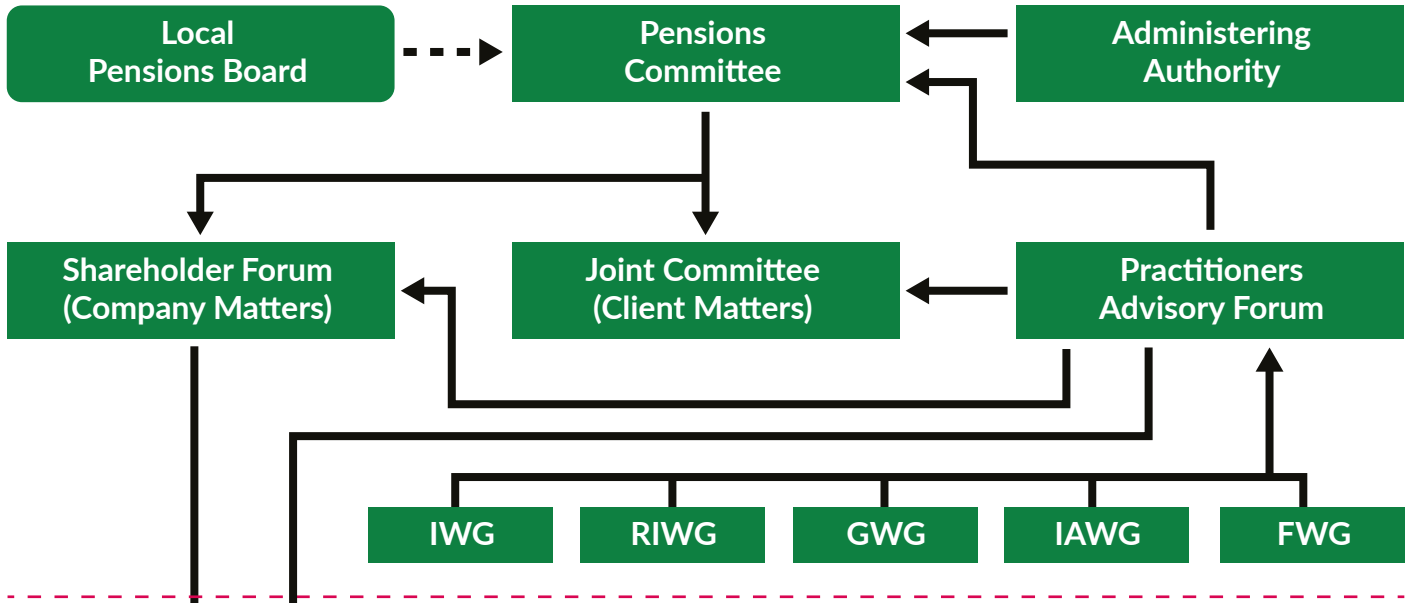 Local
Pensions Board
Pensions
Committee
Administering
Authority
Shareholder Forum
(Company Matters)
Joint Committee
(Client Matters)
Practitioners
Advisory Forum
IWG
RIWG
GWG
IAWG
FWG